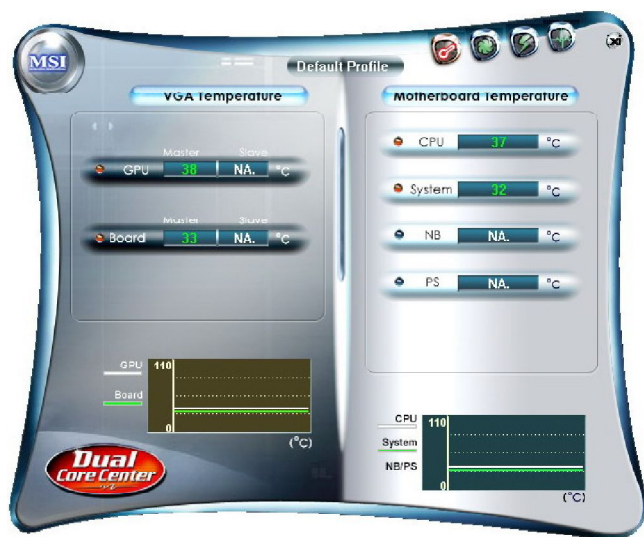 MSI
Default Profile
VGA Temperature
Master Slave
GPU 38 NA. °C
Master Slave
Board 33 NA. °C
GPU
Board
110
0
(°C)
Dual
Core Center
Motherboard Temperature
CPU 37 °C
System 32 °C
NB NA. °C
PS NA. °C
CPU
System
NB/PS
110
0
(°C)